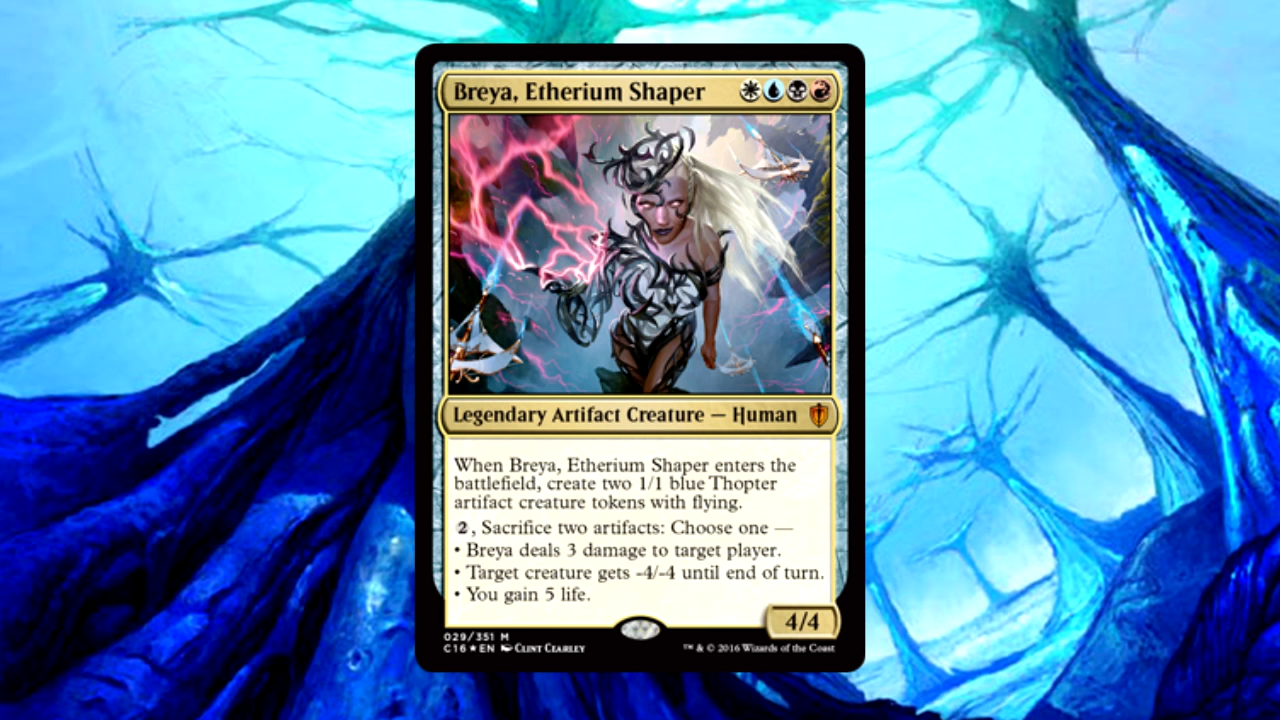 Breya, Etherium Shaper
Legendary Artifact Creature — Human
When Breya, Etherium Shaper enters the
battlefield, create two 1/1 blue Thopter
artifact creature tokens with flying.
2, Sacrifice two artifacts: Choose one —
• Breya deals 3 damage to target player.
• Target creature gets -4/-4 until end of turn.
• You gain 5 life.
4/4
029/351 M
C16★EN Clint Cearley
™ & © 2016 Wizards of the Coast